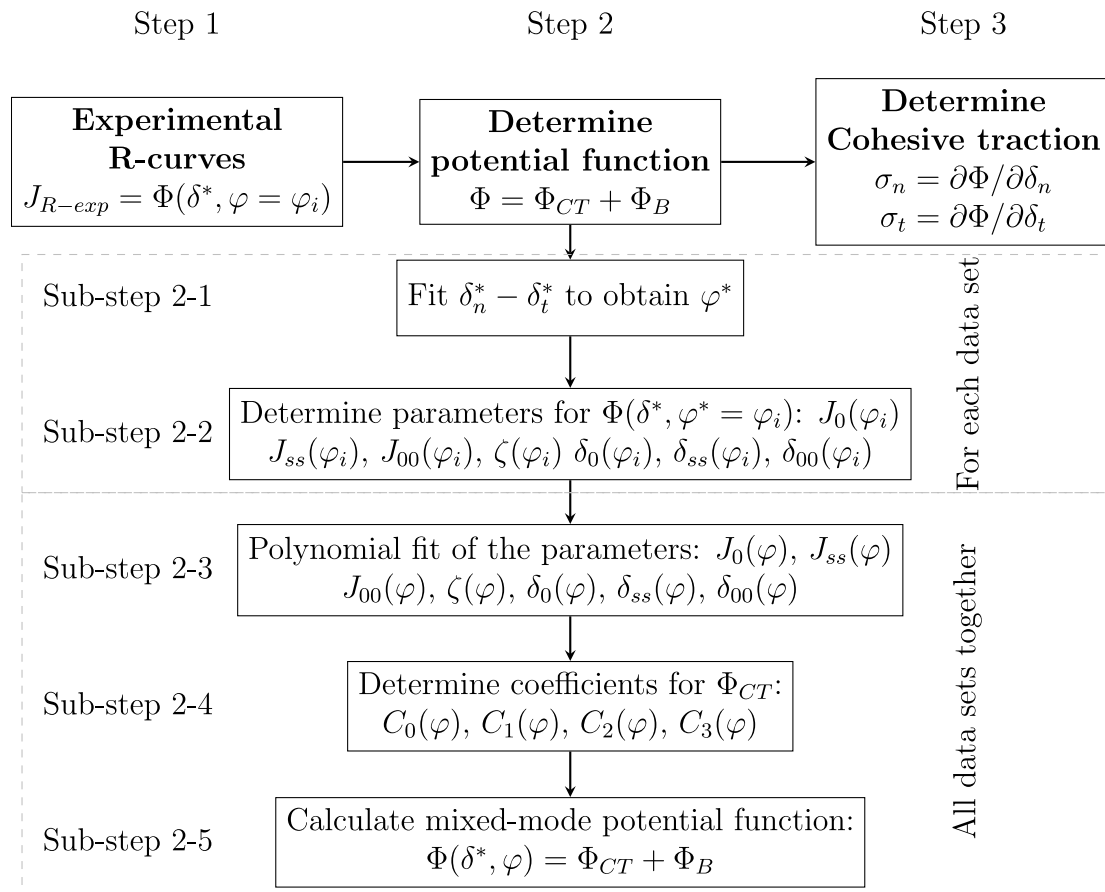 Step 1
Step 2
Step 3
Experimental
R-curves
J_{R-exp} = Φ(δ*, φ = φ_i)
Determine
potential function
Φ = Φ_{CT} + Φ_B
Determine
Cohesive traction
σ_n = ∂Φ/∂δ_n
σ_t = ∂Φ/∂δ_t
Sub-step 2-1
Fit δ_n^* − δ_t^* to obtain φ*
Sub-step 2-2
Determine parameters for Φ(δ*, φ* = φ_i): J_0(φ_i)
J_{ss}(φ_i), J_{00}(φ_i), ζ(φ_i) δ_0(φ_i), δ_{ss}(φ_i), δ_{00}(φ_i)
For each data set
Sub-step 2-3
Polynomial fit of the parameters: J_0(φ), J_{ss}(φ)
J_{00}(φ), ζ(φ), δ_0(φ), δ_{ss}(φ), δ_{00}(φ)
Sub-step 2-4
Determine coefficients for Φ_{CT}:
C_0(φ), C_1(φ), C_2(φ), C_3(φ)
Sub-step 2-5
Calculate mixed-mode potential function:
Φ(δ*, φ) = Φ_{CT} + Φ_B
All data sets together